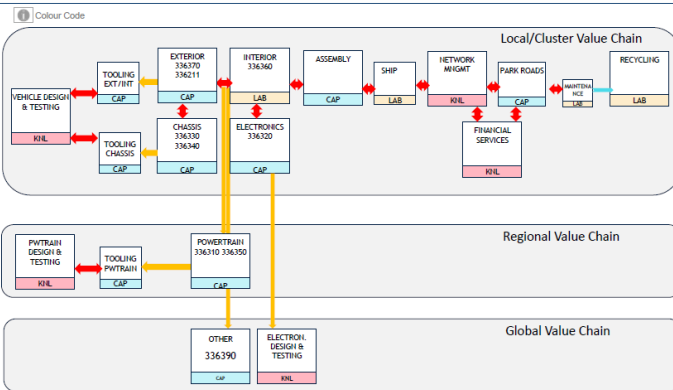 i Colour Code
Local/Cluster Value Chain
VEHICLE DESIGN
& TESTING
KNL
TOOLING
EXT/INT
CAP
TOOLING
CHASSIS
CAP
EXTERIOR
336370
336211
CAP
CHASSIS
336330
336340
CAP
INTERIOR
336360
LAB
ELECTRONICS
336320
CAP
ASSEMBLY
CAP
SHIP
LAB
NETWORK
MNGMT
KNL
FINANCIAL
SERVICES
KNL
PARK ROADS
CAP
MAINTENA
NCE
LAB
RECYCLING
LAB
Regional Value Chain
PWTRAIN
DESIGN &
TESTING
KNL
TOOLING
PWTRAIN
CAP
POWERTRAIN
336310 336350
CAP
Global Value Chain
OTHER
336390
CAP
ELECTRON.
DESIGN &
TESTING
KNL